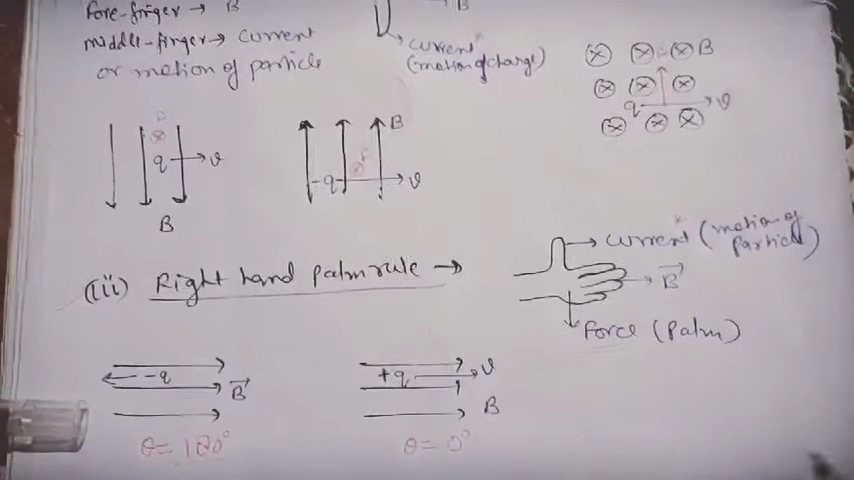 Fore-finger → B
middle-finger → current
or motion of particle
B
current
(motion of charge)
B
q
v
F
q
v
B
B
F
-q
v
(iii) Right hand palm rule →
current (motion of
particle)
B
Force (Palm)
-q
B
θ = 180°
+q
v
B
θ = 0°